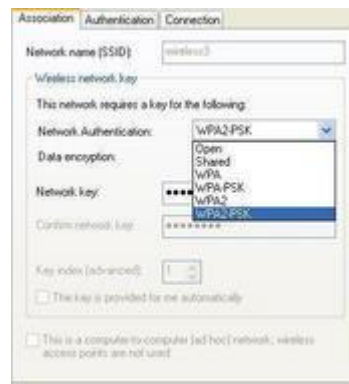 Association Authentication Connection
Network name (SSID): wireless3
Wireless network key
This network requires a key for the following:
Network Authentication: WPA2-PSK
Data encryption:
Open
Shared
WPA
WPA-PSK
WPA2
WPA2-PSK
Network key: ••••
Confirm network key: ••••••••
Key index (advanced): 1
The key is provided for me automatically
This is a computer-to-computer (ad hoc) network; wireless
access points are not used